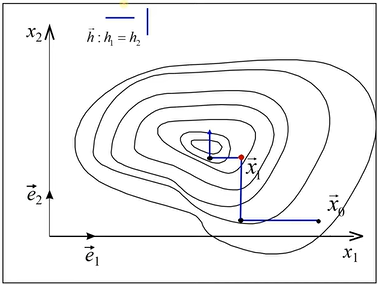 x₂
h⃗ : h₁ = h₂
x⃗₁
e⃗₂
x⃗₀
e⃗₁
x₁